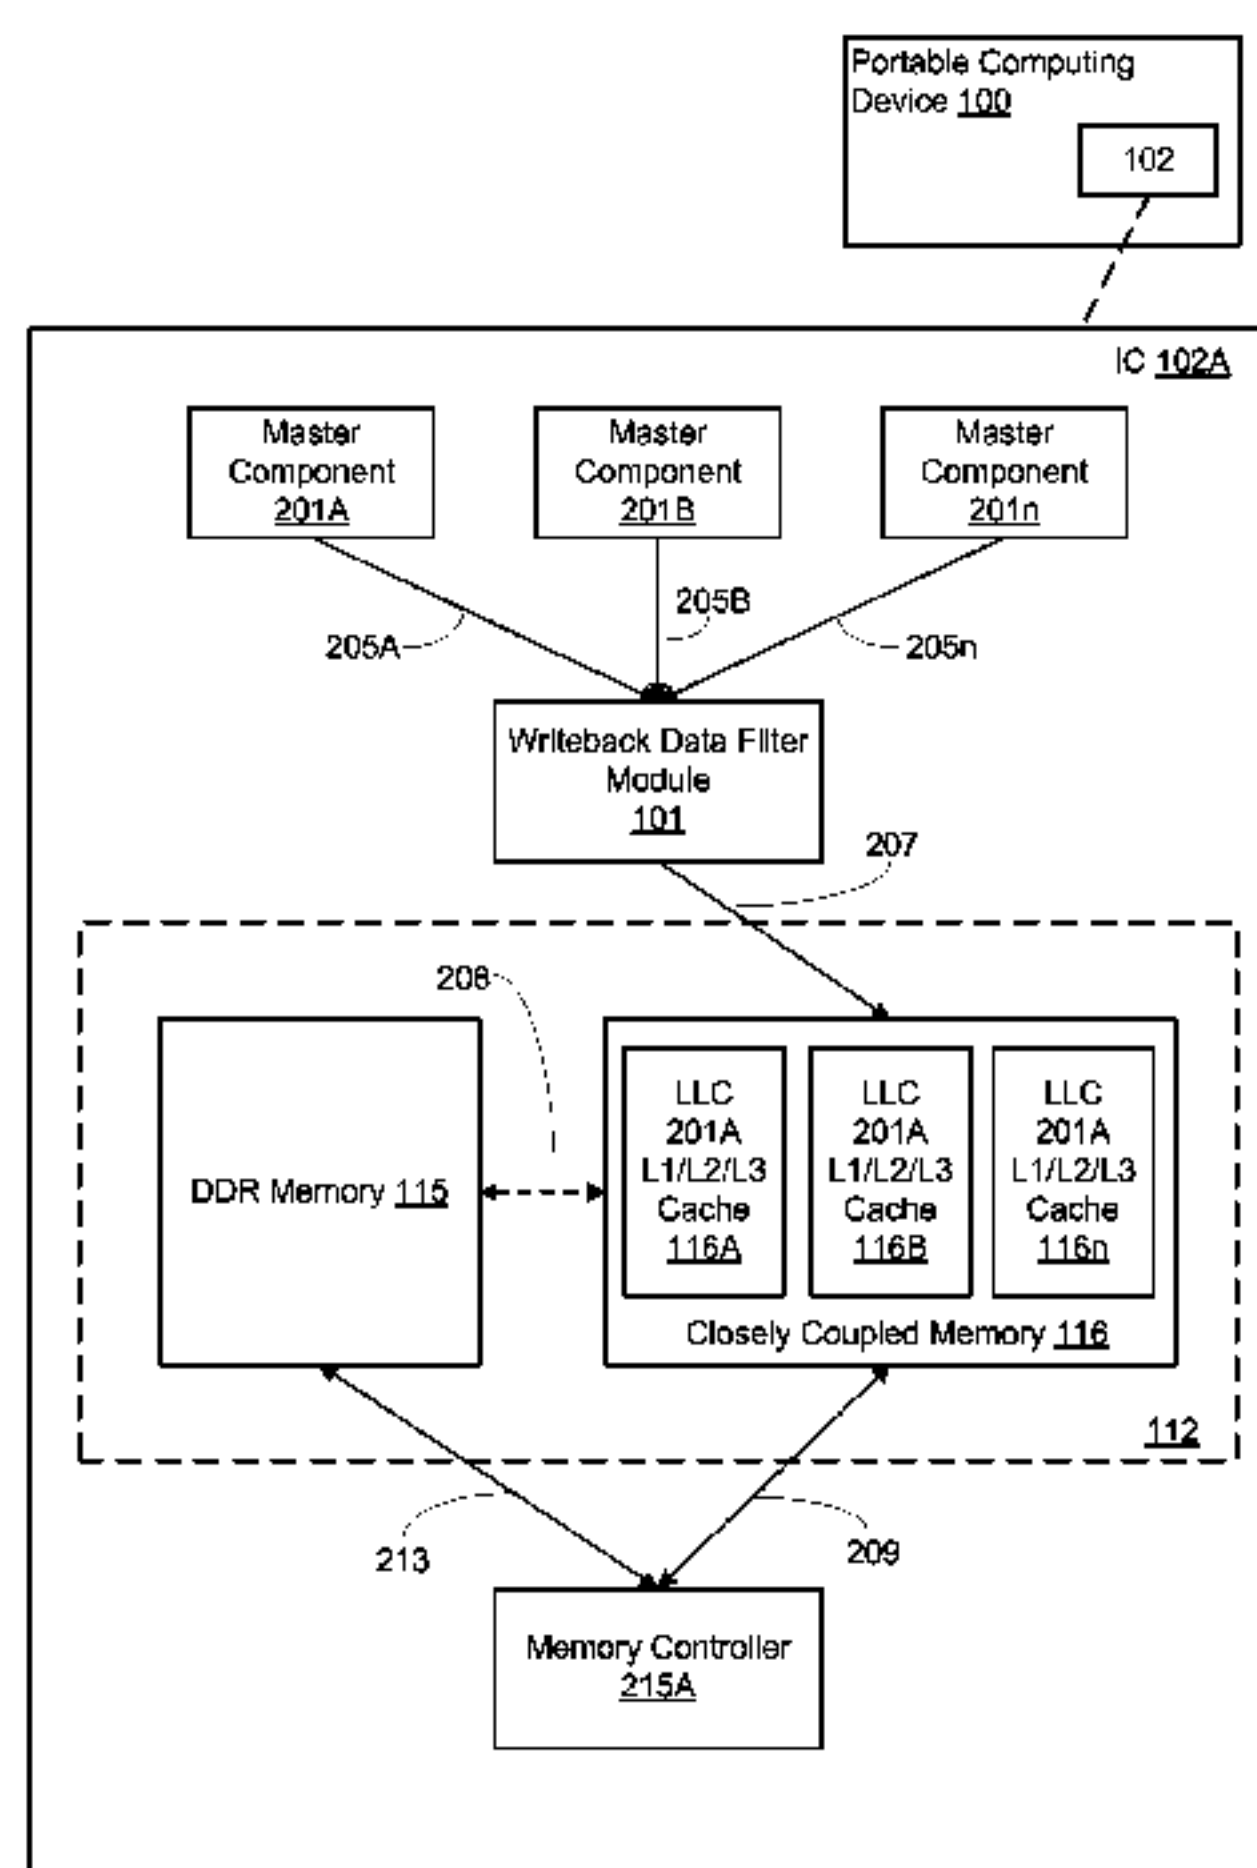 Portable Computing
Device 100
102
IC 102A
Master
Component
201A
Master
Component
201B
Master
Component
201n
205A
205B
205n
Writeback Data Filter
Module
101
207
208
DDR Memory 115
LLC
201A
L1/L2/L3
Cache
116A
LLC
201A
L1/L2/L3
Cache
116B
LLC
201A
L1/L2/L3
Cache
116n
Closely Coupled Memory 116
112
213
209
Memory Controller
215A